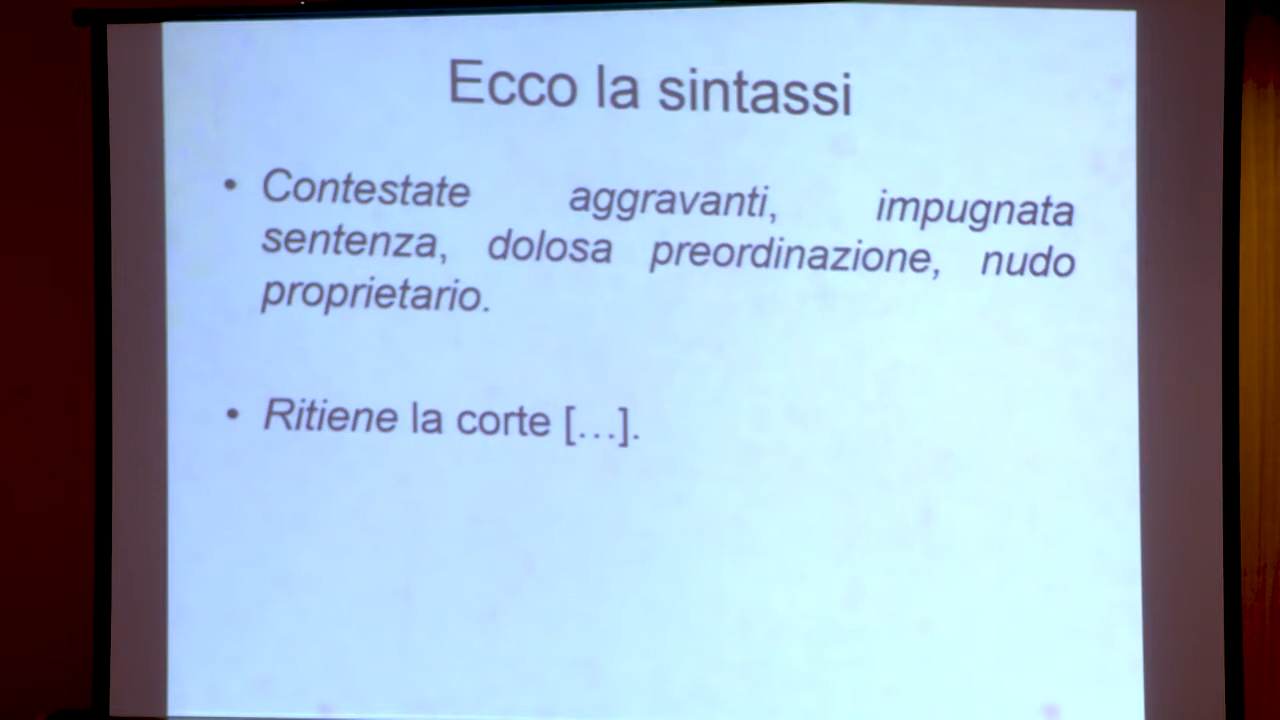 Ecco la sintassi
• Contestate aggravanti, impugnata
sentenza, dolosa preordinazione, nudo
proprietario.
• Ritiene la corte […].